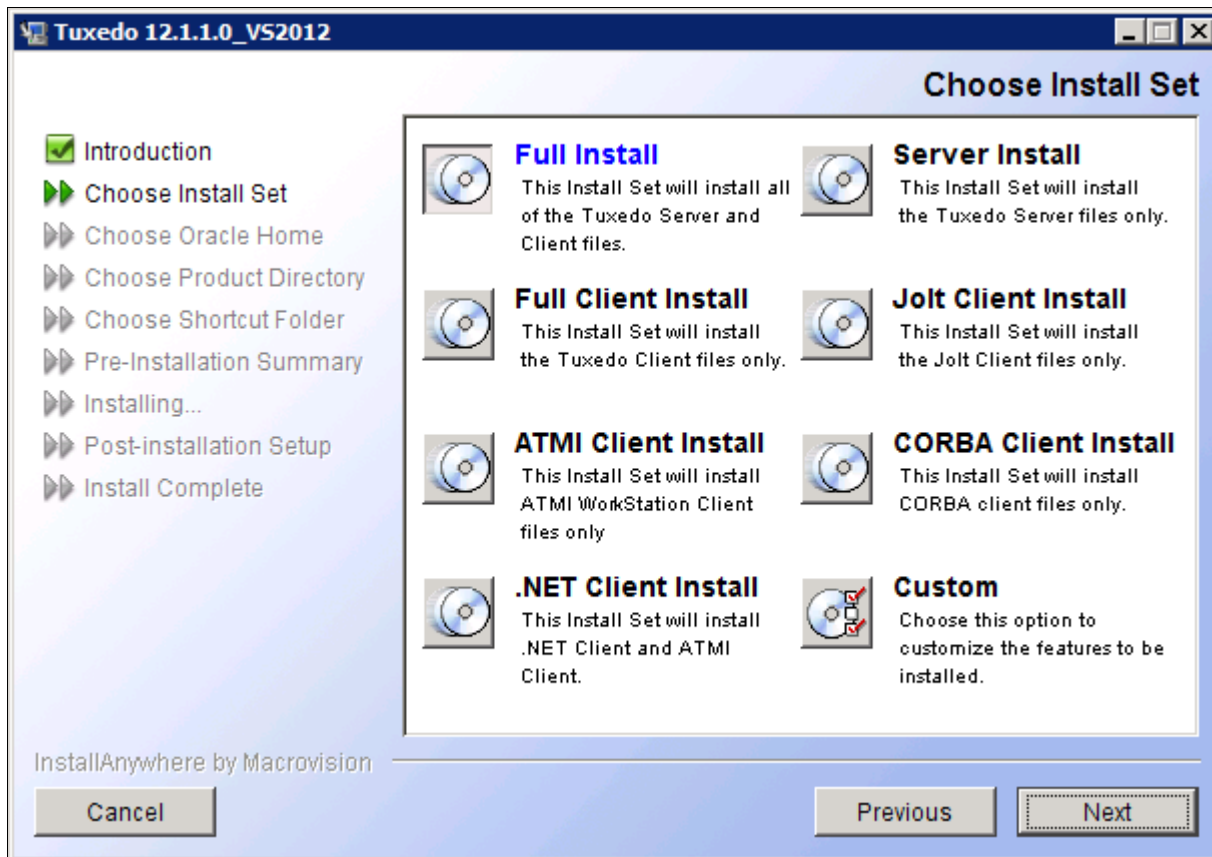 Tuxedo 12.1.1.0_VS2012
Choose Install Set
Introduction
Choose Install Set
Choose Oracle Home
Choose Product Directory
Choose Shortcut Folder
Pre-Installation Summary
Installing...
Post-installation Setup
Install Complete
Full Install
This Install Set will install all
of the Tuxedo Server and
Client files.
Server Install
This Install Set will install
the Tuxedo Server files only.
Full Client Install
This Install Set will install
the Tuxedo Client files only.
Jolt Client Install
This Install Set will install
the Jolt Client files only.
ATMI Client Install
This Install Set will install
ATMI WorkStation Client
files only
CORBA Client Install
This Install Set will install
CORBA client files only.
.NET Client Install
This Install Set will install
.NET Client and ATMI
Client.
Custom
Choose this option to
customize the features to be
installed.
InstallAnywhere by Macrovision
Cancel
Previous
Next